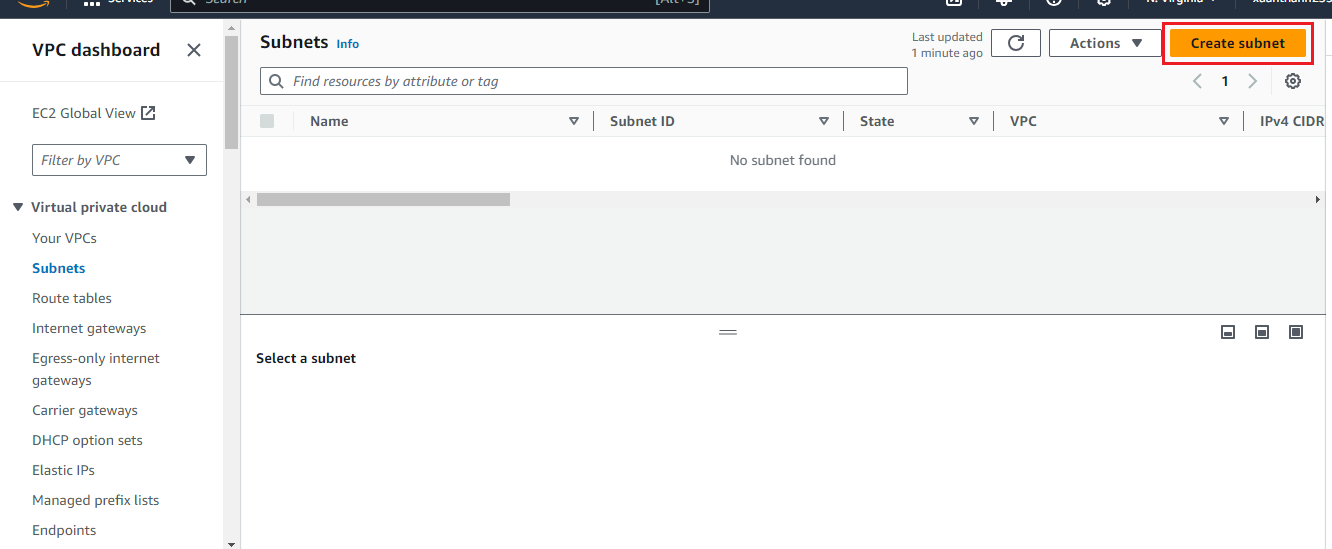 Services
Search
[Alt+S]
N. Virginia
VPC dashboard
EC2 Global View
Filter by VPC
Virtual private cloud
Your VPCs
Subnets
Route tables
Internet gateways
Egress-only internet
gateways
Carrier gateways
DHCP option sets
Elastic IPs
Managed prefix lists
Endpoints
Subnets Info
Last updated
1 minute ago
Actions
Create subnet
Find resources by attribute or tag
1
Name Subnet ID State VPC IPv4 CIDR
No subnet found
Select a subnet